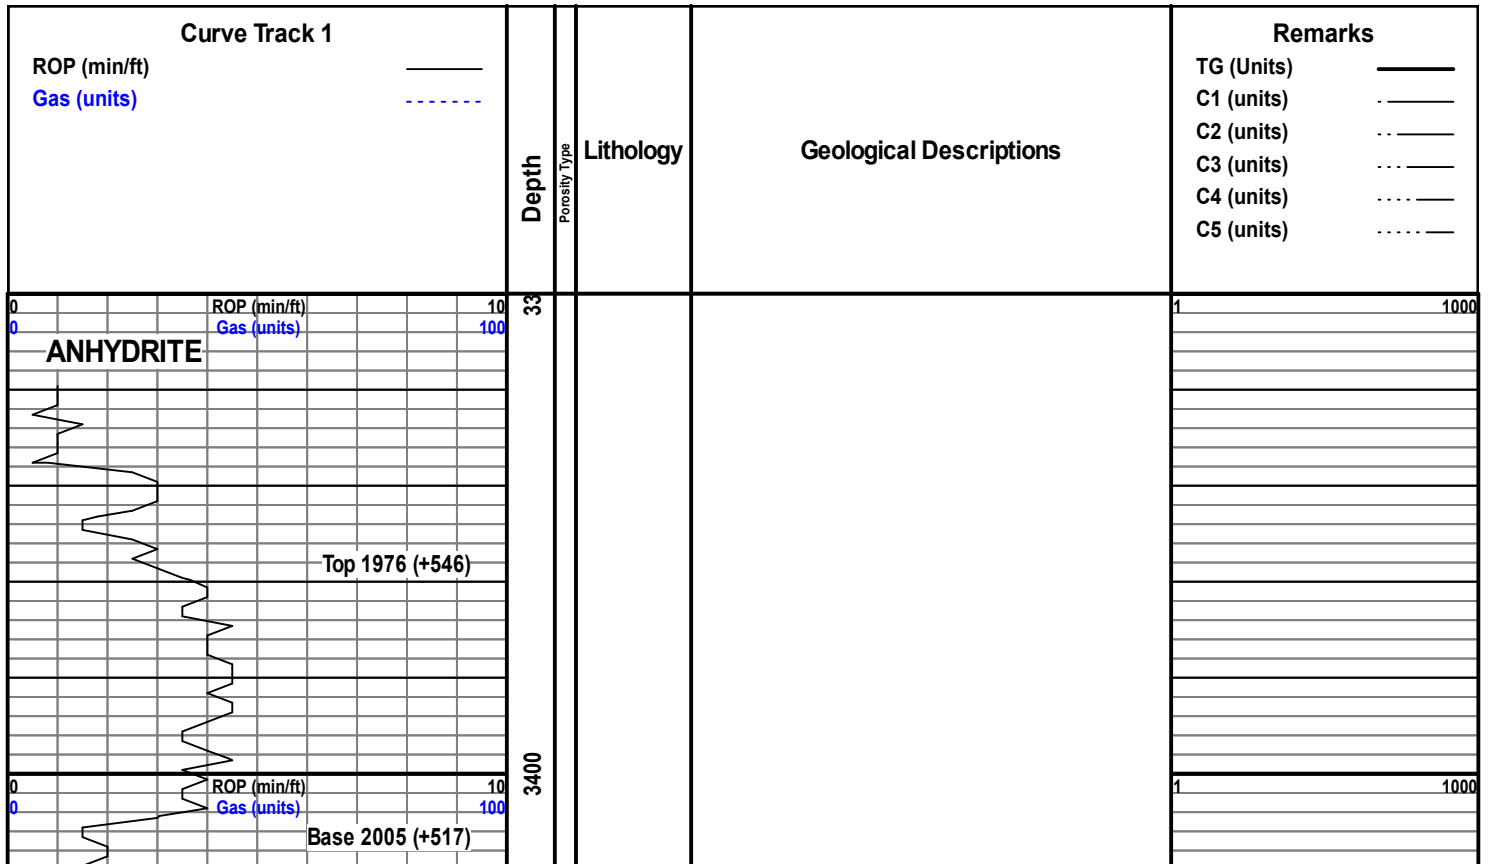 Curve Track 1
ROP (min/ft)
Gas (units)
Depth
Porosity Type
Lithology
Geological Descriptions
Remarks
TG (Units)
C1 (units)
C2 (units)
C3 (units)
C4 (units)
C5 (units)
0 ROP (min/ft) 10
0 Gas (units) 100
33
1 1000
ANHYDRITE
Top 1976 (+546)
3400
0 ROP (min/ft) 10
0 Gas (units) 100
1 1000
Base 2005 (+517)